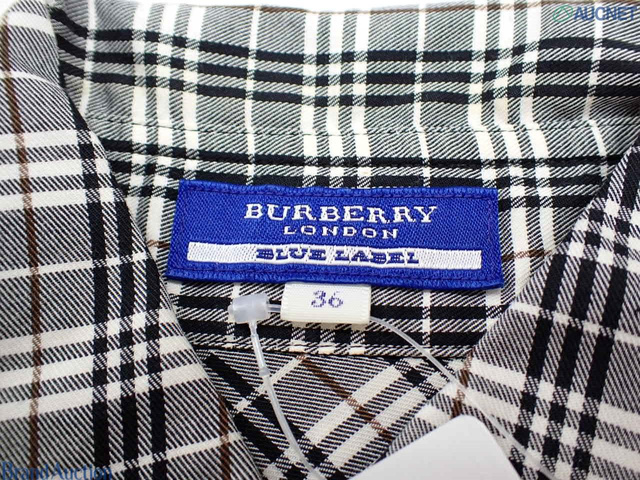 AUCNET
BURBERRY
LONDON
BLUE LABEL
36
Brand Auction